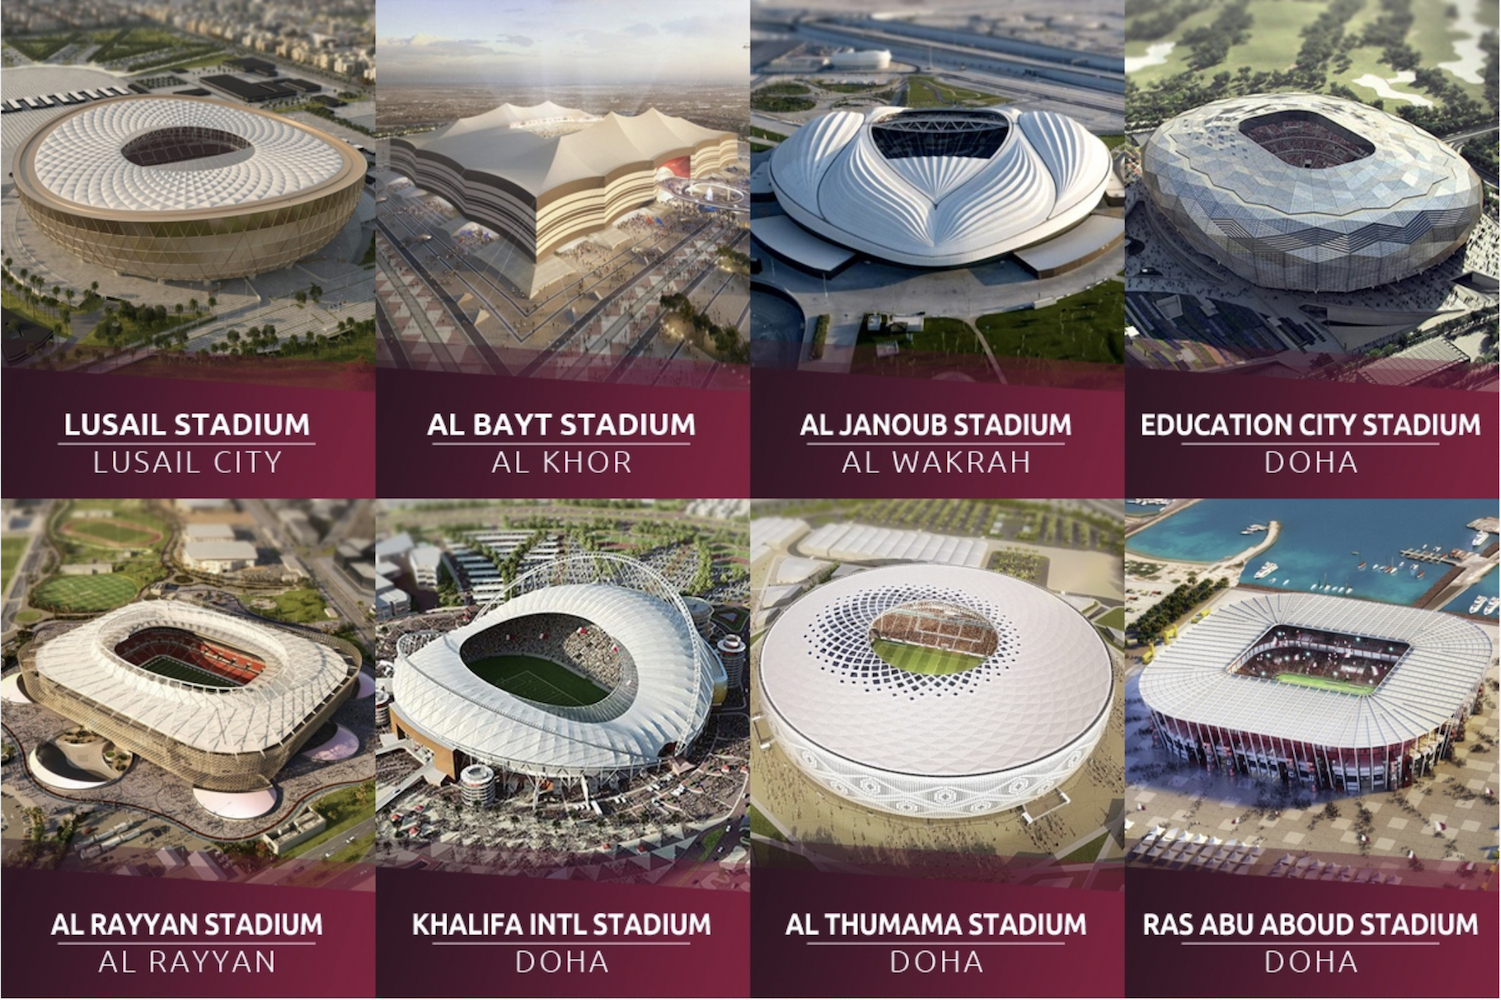 LUSAIL STADIUM
LUSAIL CITY
AL BAYT STADIUM
AL KHOR
AL JANOUB STADIUM
AL WAKRAH
EDUCATION CITY STADIUM
DOHA
AL RAYYAN STADIUM
AL RAYYAN
KHALIFA INTL STADIUM
DOHA
AL THUMAMA STADIUM
DOHA
RAS ABU ABOUD STADIUM
DOHA